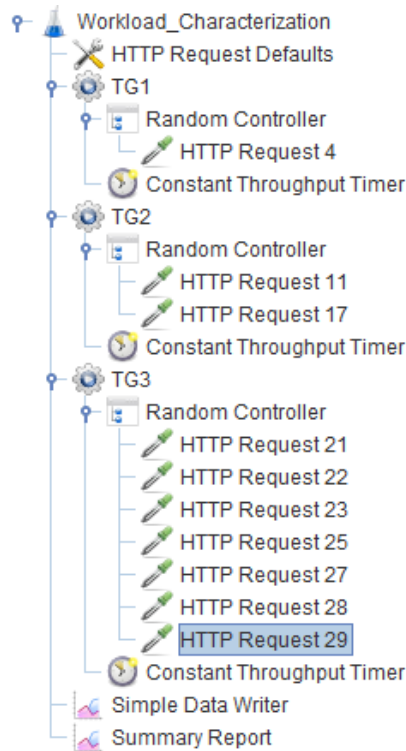 Workload_Characterization
HTTP Request Defaults
TG1
Random Controller
HTTP Request 4
Constant Throughput Timer
TG2
Random Controller
HTTP Request 11
HTTP Request 17
Constant Throughput Timer
TG3
Random Controller
HTTP Request 21
HTTP Request 22
HTTP Request 23
HTTP Request 25
HTTP Request 27
HTTP Request 28
HTTP Request 29
Constant Throughput Timer
Simple Data Writer
Summary Report